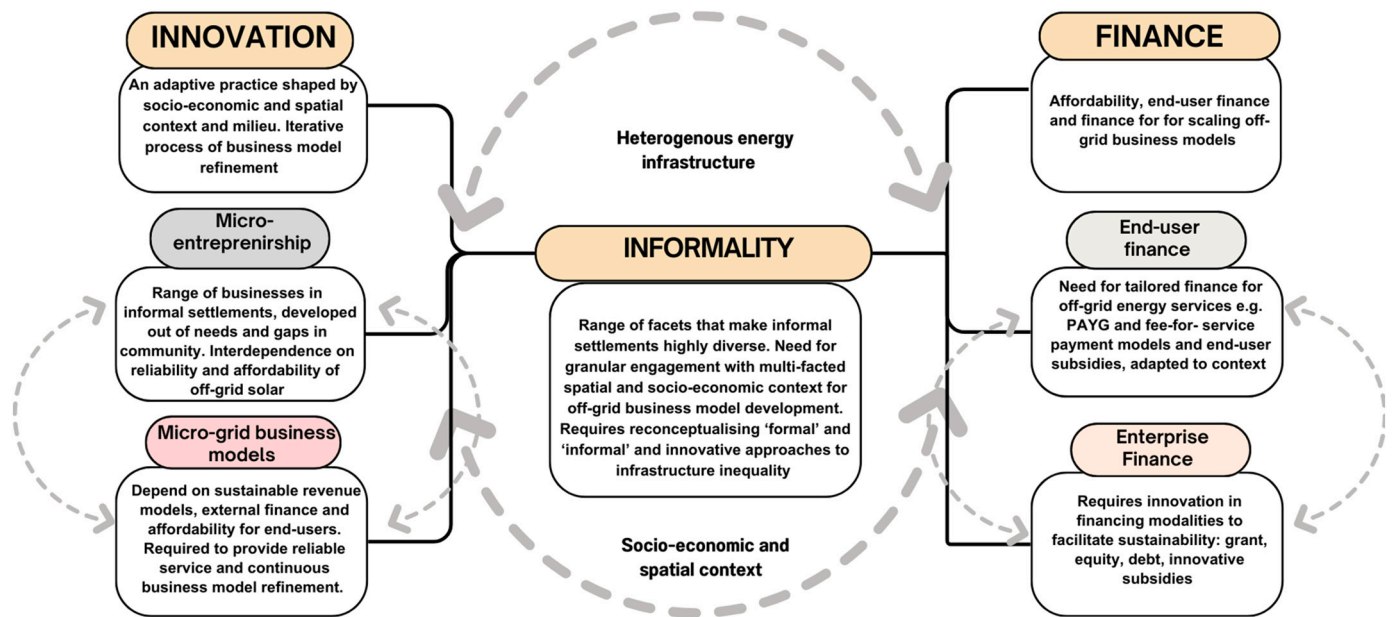 INNOVATION
An adaptive practice shaped by
socio-economic and spatial
context and milieu. Iterative
process of business model
refinement
Micro-
entreprenirship
Range of businesses in
informal settlements, developed
out of needs and gaps in
community. Interdependence on
reliability and affordability of
off-grid solar
Micro-grid business
models
Depend on sustainable revenue
models, external finance and
affordability for end-users.
Required to provide reliable
service and continuous
business model refinement.
Heterogenous energy
infrastructure
INFORMALITY
Range of facets that make informal
settlements highly diverse. Need for
granular engagement with multi-facted
spatial and socio-economic context for
off-grid business model development.
Requires reconceptualising ‘formal’ and
‘informal’ and innovative approaches to
infrastructure inequality
Socio-economic and
spatial context
FINANCE
Affordability, end-user finance
and finance for for scaling off-
grid business models
End-user
finance
Need for tailored finance for
off-grid energy services e.g.
PAYG and fee-for- service
payment models and end-user
subsidies, adapted to context
Enterprise
Finance
Requires innovation in
financing modalities to
facilitate sustainability: grant,
equity, debt, innovative
subsidies